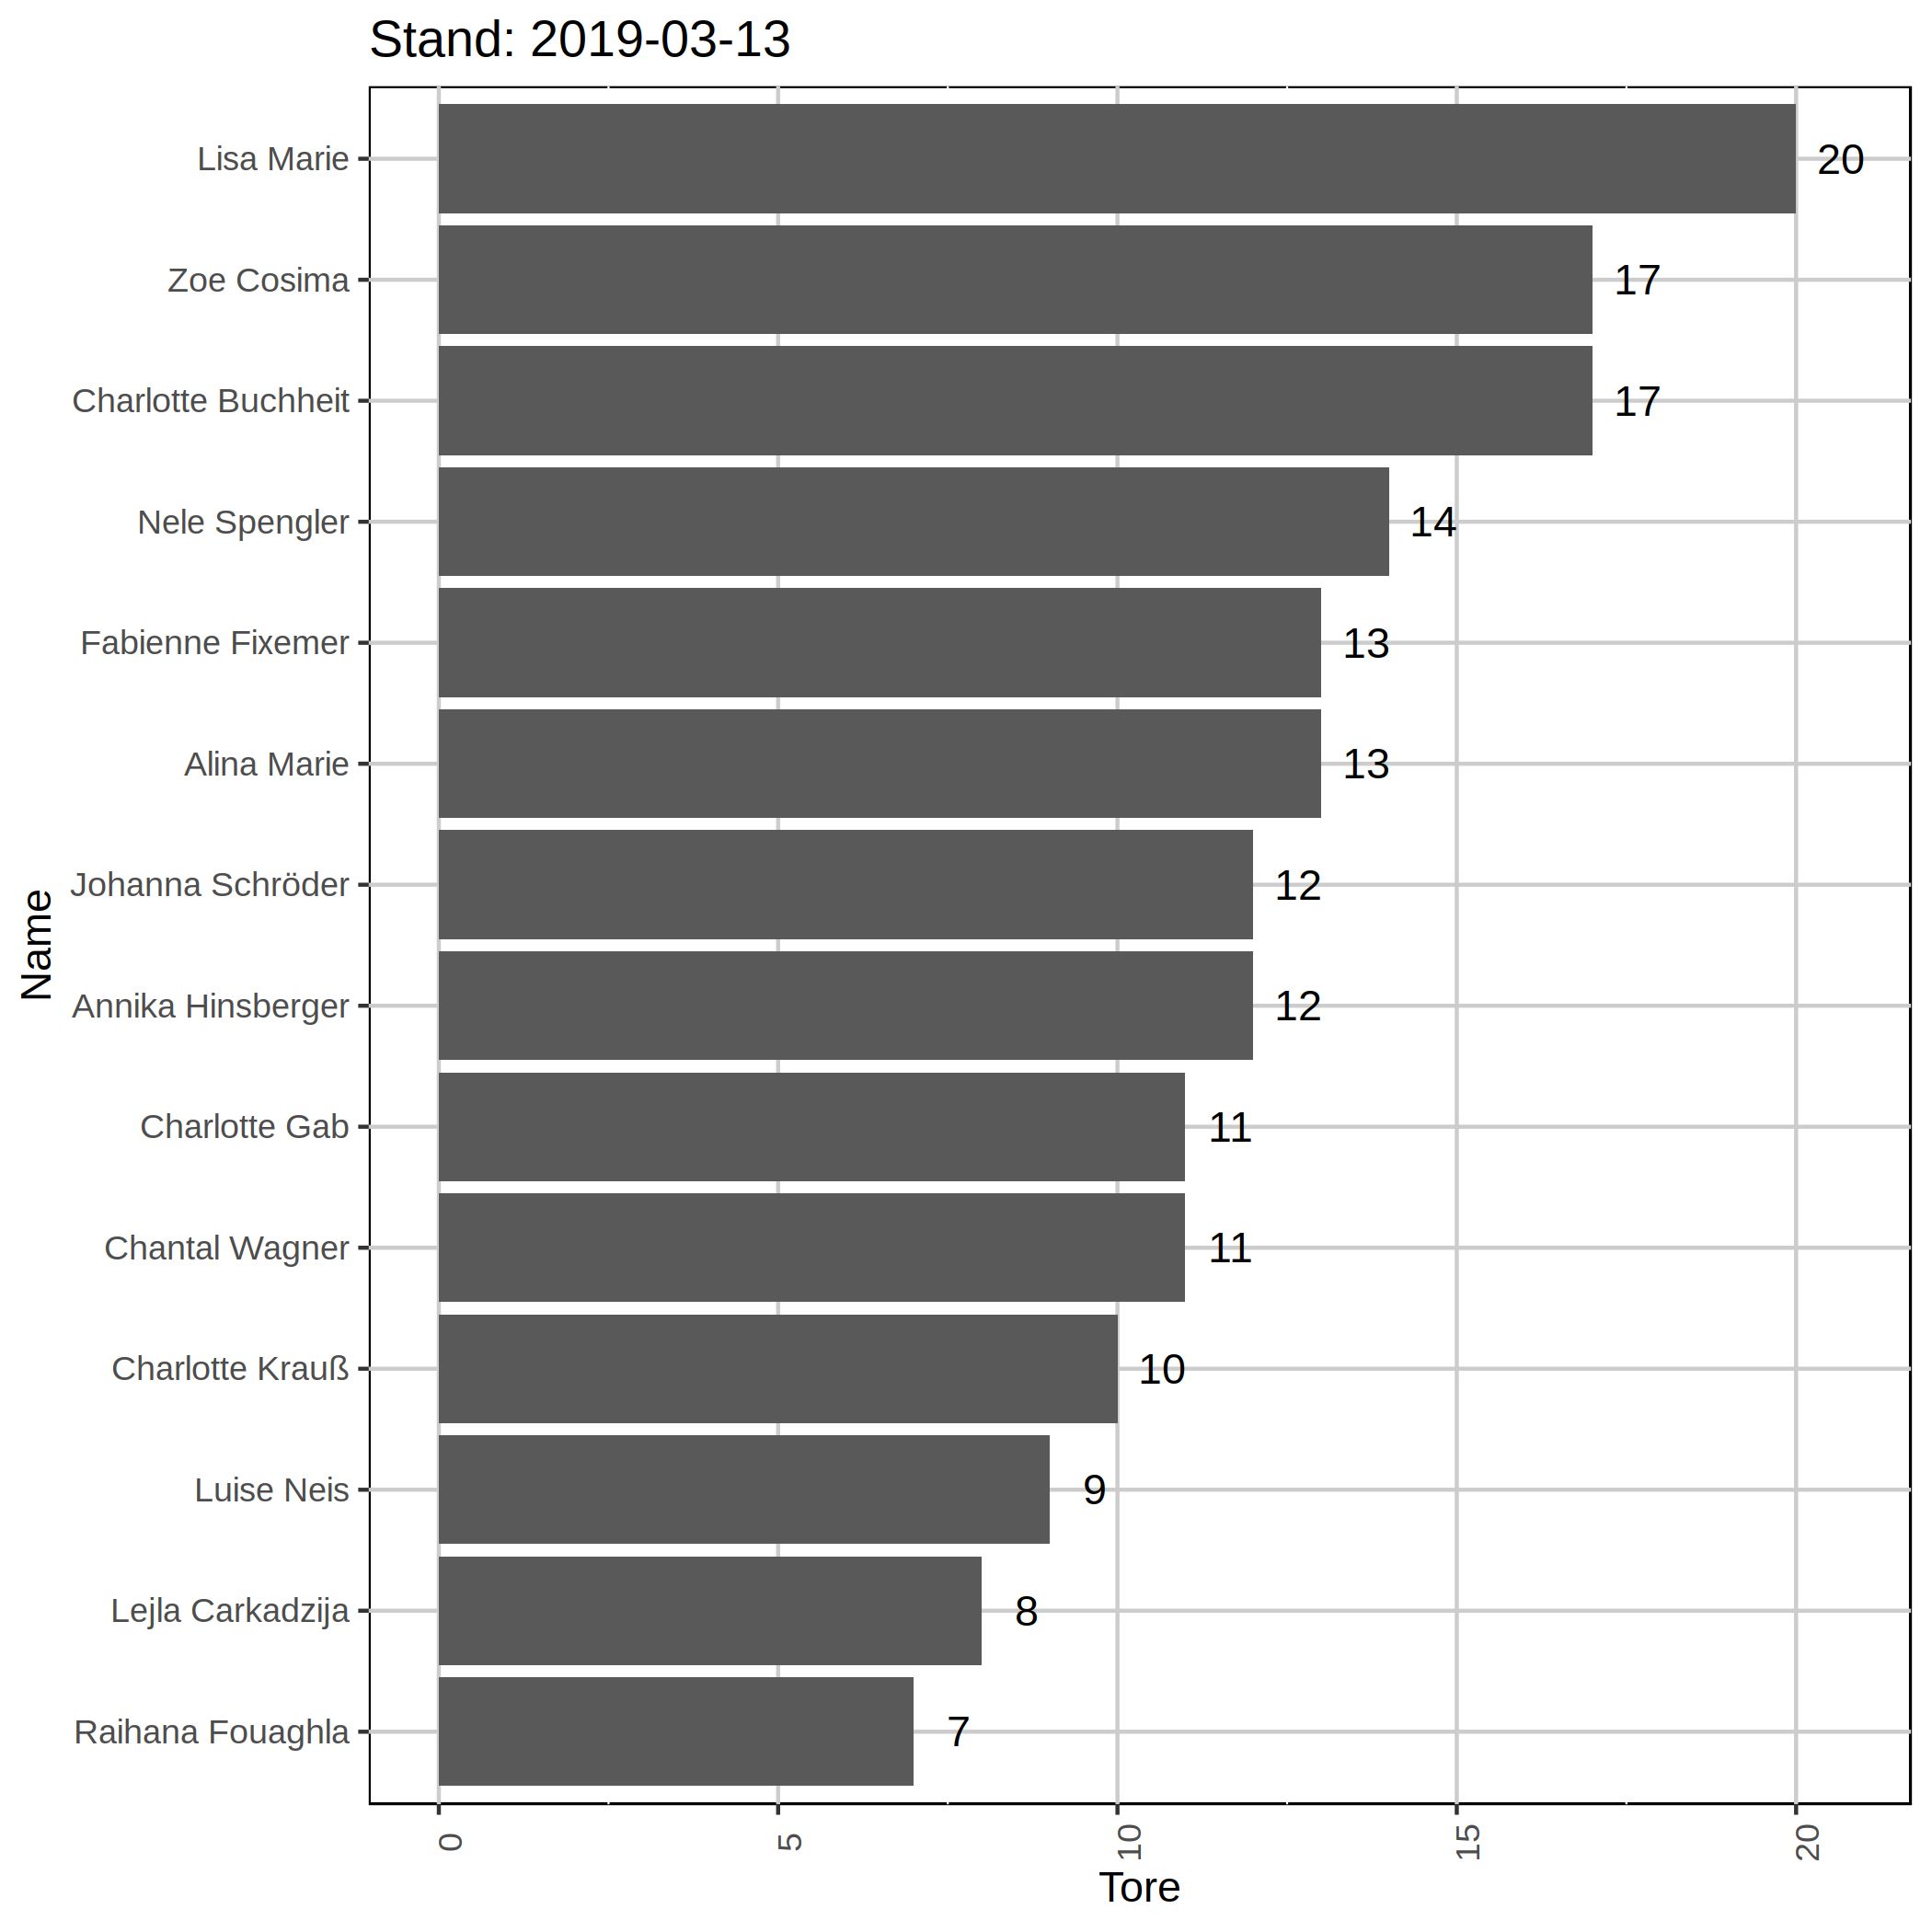 Stand: 2019-03-13
Lisa Marie 20
Zoe Cosima 17
Charlotte Buchheit 17
Nele Spengler 14
Fabienne Fixemer 13
Alina Marie 13
Johanna Schröder 12
Name
Annika Hinsberger 12
Charlotte Gab 11
Chantal Wagner 11
Charlotte Krauß 10
Luise Neis 9
Lejla Carkadzija 8
Raihana Fouaghla 7
0 5 10 15 20
Tore